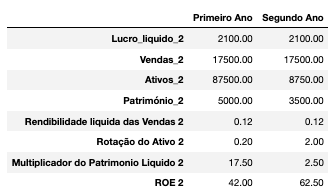 Primeiro Ano Segundo Ano
Lucro_liquido_2 2100.00 2100.00
Vendas_2 17500.00 17500.00
Ativos_2 87500.00 8750.00
Património_2 5000.00 3500.00
Rendibilidade liquida das Vendas 2 0.12 0.12
Rotação do Ativo 2 0.20 2.00
Multiplicador do Patrimonio Liquido 2 17.50 2.50
ROE 2 42.00 62.50